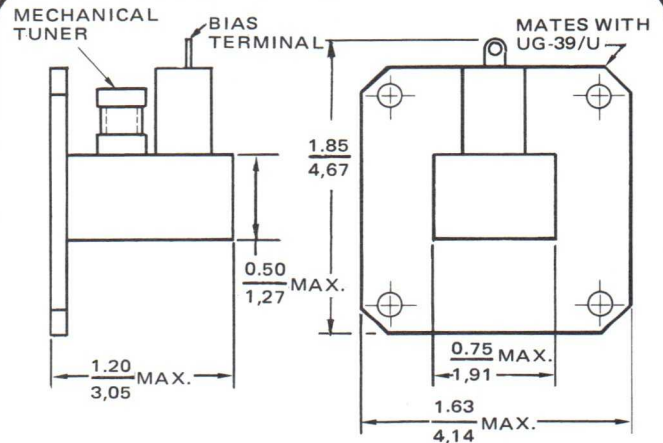 MECHANICAL
TUNER
BIAS
TERMINAL
MATES WITH
UG-39/U
1.85
4,67
0.50
1,27 MAX.
1.20
3,05 MAX.
0.75
1,91 MAX.
1.63
4,14 MAX.